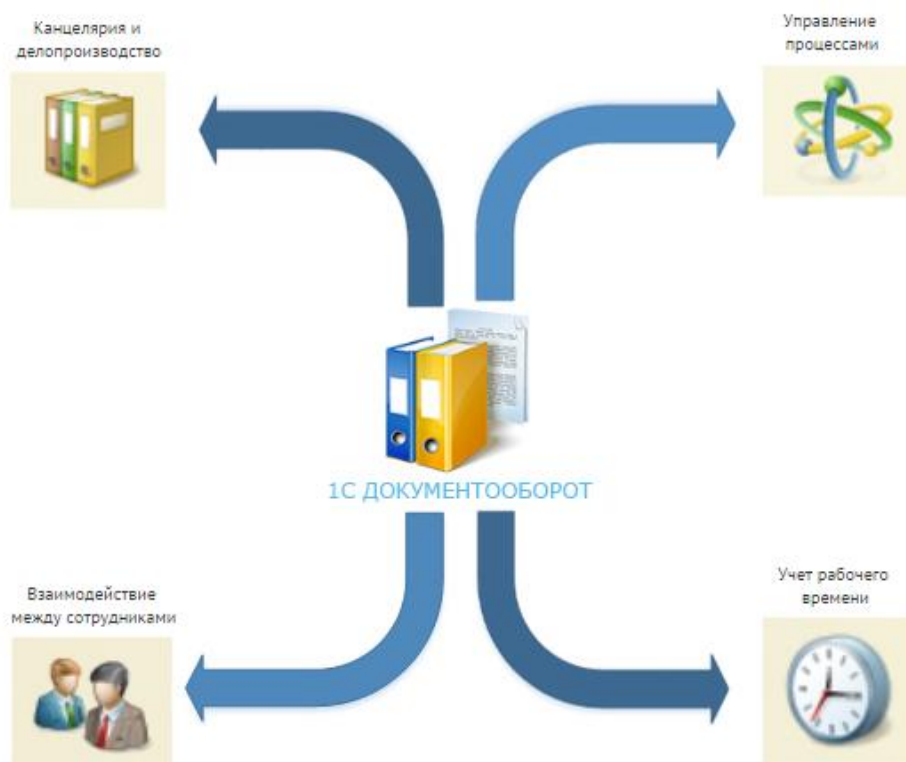 Канцелярия и
делопроизводство
Управление
процессами
1С ДОКУМЕНТООБОРОТ
Взаимодействие
между сотрудниками
Учет рабочего
времени